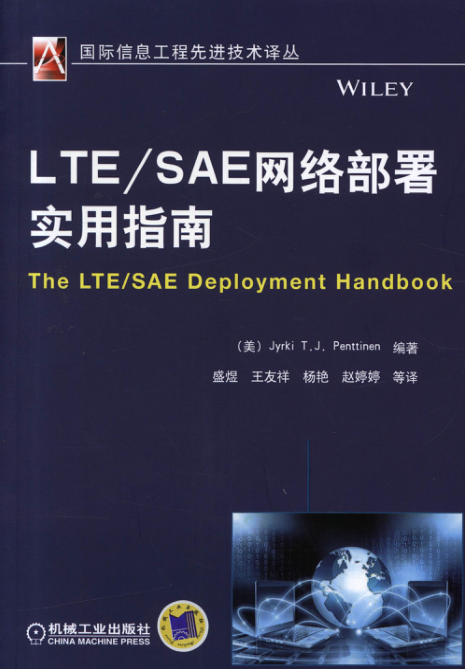 国际信息工程先进技术译丛
WILEY
LTE/SAE网络部署
实用指南
The LTE/SAE Deployment Handbook
(美) Jyrki T.J. Penttinen 编著
盛煜 王友祥 杨艳 赵婷婷 等译
机械工业出版社
CHINA MACHINE PRESS